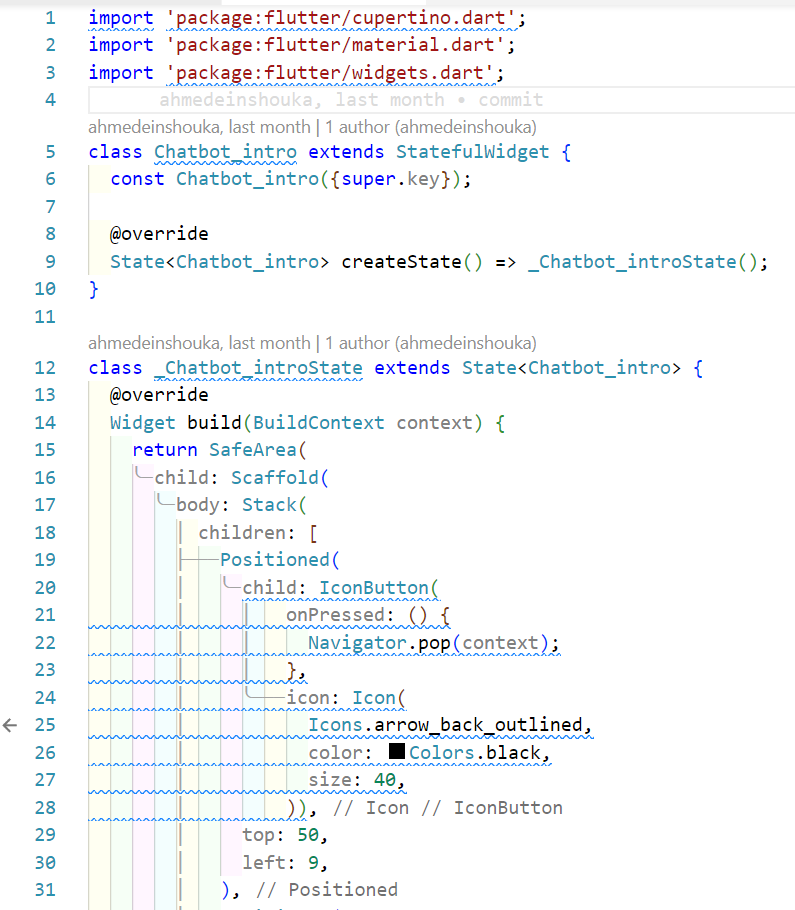 1 import 'package:flutter/cupertino.dart';
2 import 'package:flutter/material.dart';
3 import 'package:flutter/widgets.dart';
4 ahmedeinshouka, last month • commit
ahmedeinshouka, last month | 1 author (ahmedeinshouka)
5 class Chatbot_intro extends StatefulWidget {
6   const Chatbot_intro({super.key});
7
8   @override
9   State<Chatbot_intro> createState() => _Chatbot_introState();
10 }
11
ahmedeinshouka, last month | 1 author (ahmedeinshouka)
12 class _Chatbot_introState extends State<Chatbot_intro> {
13   @override
14   Widget build(BuildContext context) {
15     return SafeArea(
16       child: Scaffold(
17         body: Stack(
18           children: [
19             Positioned(
20               child: IconButton(
21                   onPressed: () {
22                     Navigator.pop(context);
23                   },
24                   icon: Icon(
25                     Icons.arrow_back_outlined,
26                     color: Colors.black,
27                     size: 40,
28                   )), // Icon // IconButton
29               top: 50,
30               left: 9,
31             ), // Positioned